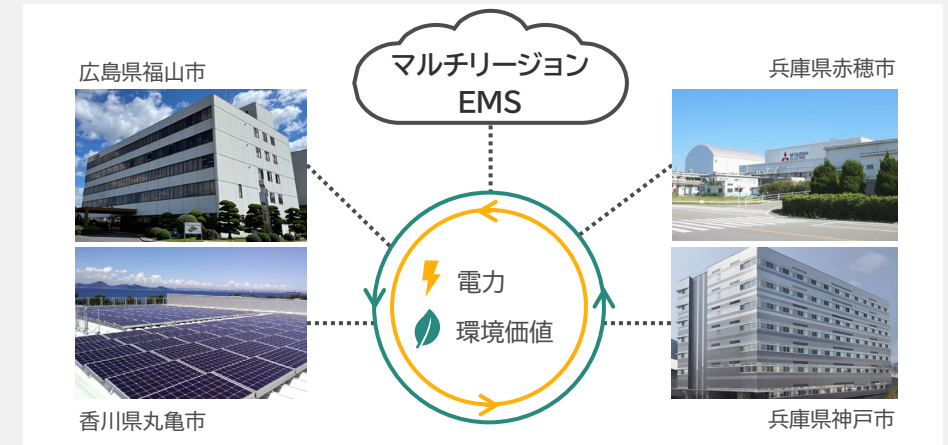 マルチリージョン
EMS
広島県福山市
兵庫県赤穂市
MITSUBISHI
ELECTRIC
電力
環境価値
香川県丸亀市
兵庫県神戸市